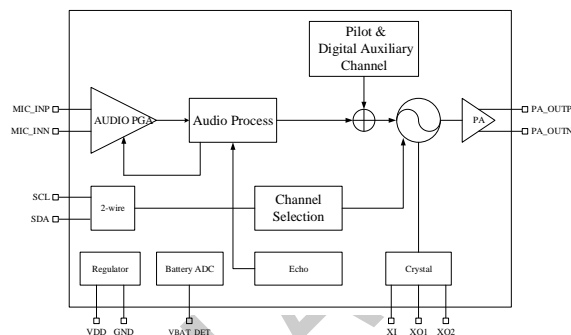 Pilot &
Digital Auxiliary
Channel
MIC_INP
MIC_INN
AUDIO PGA
Audio Process
PA
PA_OUTP
PA_OUTN
SCL
SDA
2-wire
Channel
Selection
Regulator
Battery ADC
Echo
Crystal
VDD
GND
VBAT_DET
XI
XO1
XO2